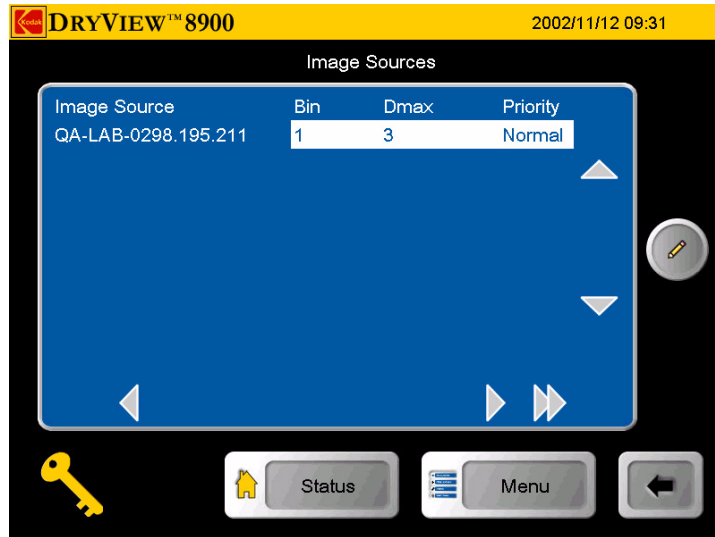 Kodak DRYVIEW™8900 2002/11/12 09:31
Image Sources
Image Source Bin Dmax Priority
QA-LAB-0298.195.211 1 3 Normal
Status Menu